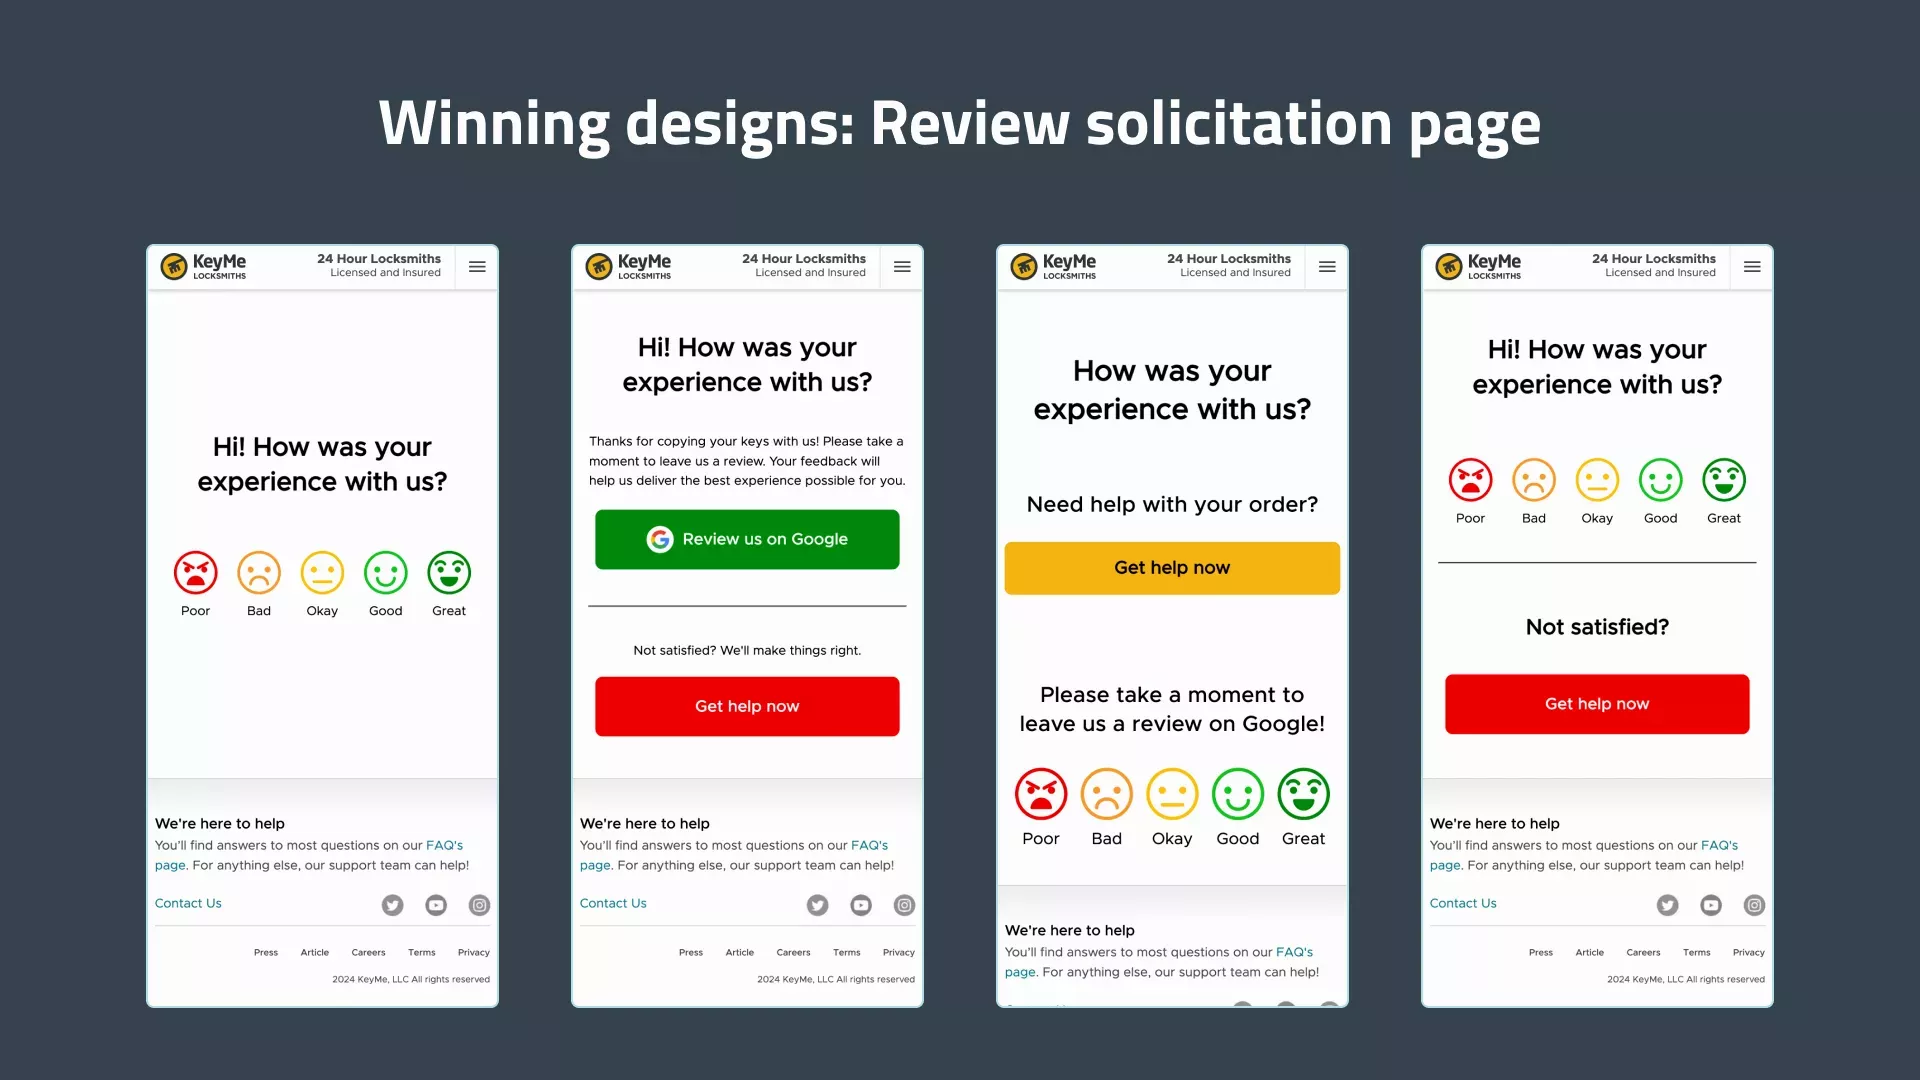 Winning designs: Review solicitation page
KeyMe
LOCKSMITHS
24 Hour Locksmiths
Licensed and Insured
Hi! How was your
experience with us?
Poor Bad Okay Good Great
We're here to help
You'll find answers to most questions on our FAQ's
page. For anything else, our support team can help!
Contact Us
Press Article Careers Terms Privacy
2024 KeyMe, LLC All rights reserved
KeyMe
LOCKSMITHS
24 Hour Locksmiths
Licensed and Insured
Hi! How was your
experience with us?
Thanks for copying your keys with us! Please take a
moment to leave us a review. Your feedback will
help us deliver the best experience possible for you.
Review us on Google
Not satisfied? We'll make things right.
Get help now
We're here to help
You'll find answers to most questions on our FAQ's
page. For anything else, our support team can help!
Contact Us
Press Article Careers Terms Privacy
2024 KeyMe, LLC All rights reserved
KeyMe
LOCKSMITHS
24 Hour Locksmiths
Licensed and Insured
How was your
experience with us?
Need help with your order?
Get help now
Please take a moment to
leave us a review on Google!
Poor Bad Okay Good Great
We're here to help
You'll find answers to most questions on our FAQ's
page. For anything else, our support team can help!
KeyMe
LOCKSMITHS
24 Hour Locksmiths
Licensed and Insured
Hi! How was your
experience with us?
Poor Bad Okay Good Great
Not satisfied?
Get help now
We're here to help
You'll find answers to most questions on our FAQ's
page. For anything else, our support team can help!
Contact Us
Press Article Careers Terms Privacy
2024 KeyMe, LLC All rights reserved